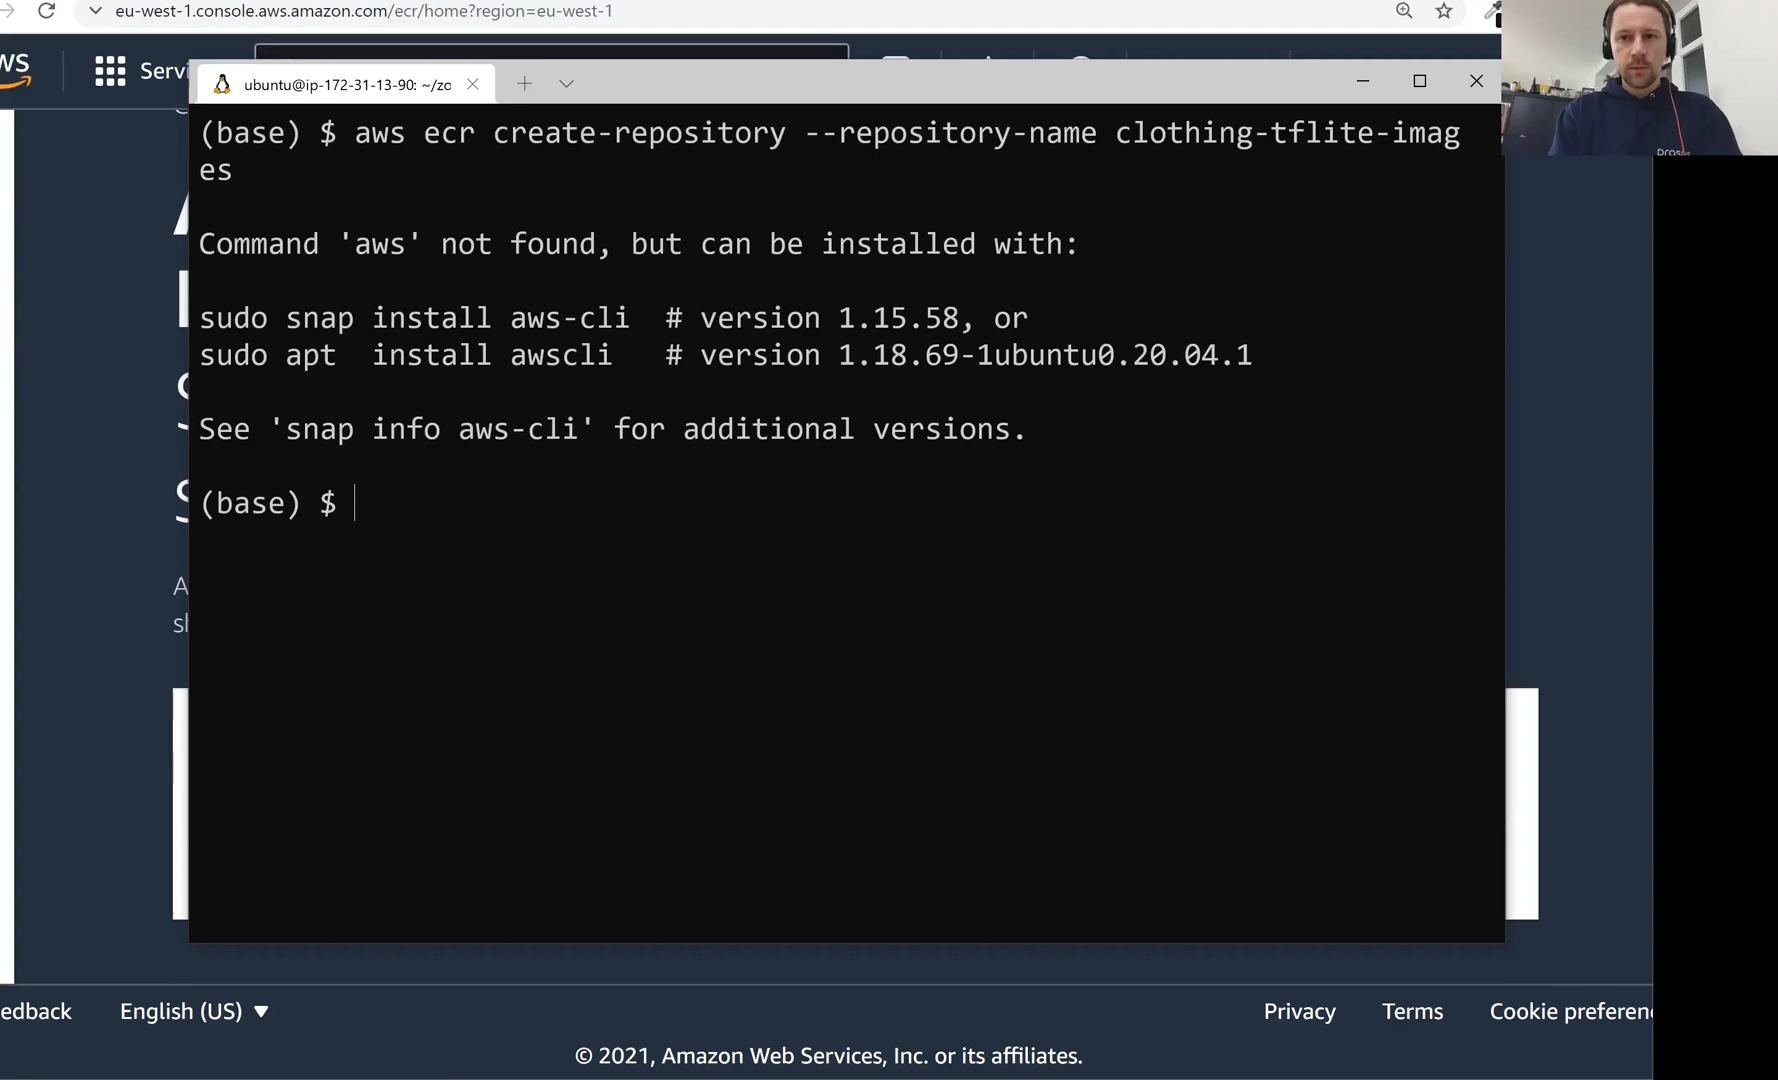 eu-west-1.console.aws.amazon.com/ecr/home?region=eu-west-1
ws
Servi
ubuntu@ip-172-31-13-90: ~/zo
(base) $ aws ecr create-repository --repository-name clothing-tflite-imag
es
Command 'aws' not found, but can be installed with:
sudo snap install aws-cli  # version 1.15.58, or
sudo apt  install awscli   # version 1.18.69-1ubuntu0.20.04.1
See 'snap info aws-cli' for additional versions.
(base) $
A
sh
edback
English (US)
Privacy
Terms
Cookie preferen
© 2021, Amazon Web Services, Inc. or its affiliates.